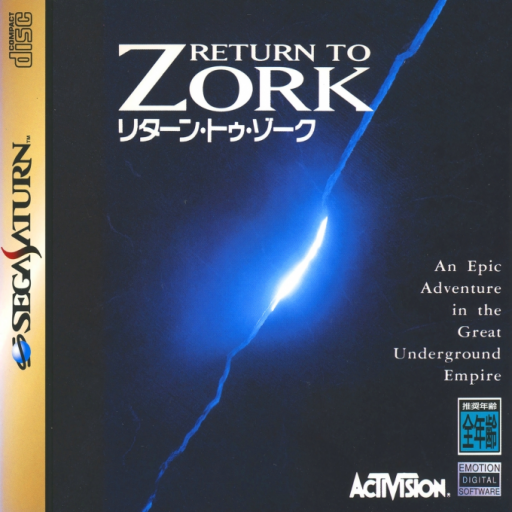 COMPACT
disc
SEGA SATURN™
RETURN TO
ZORK
リターン・トゥ・ゾーク
An Epic
Adventure
in the
Great
Underground
Empire
推奨年齢
全年齢
ACTIVISION®
EMOTION
DIGITAL
SOFTWARE